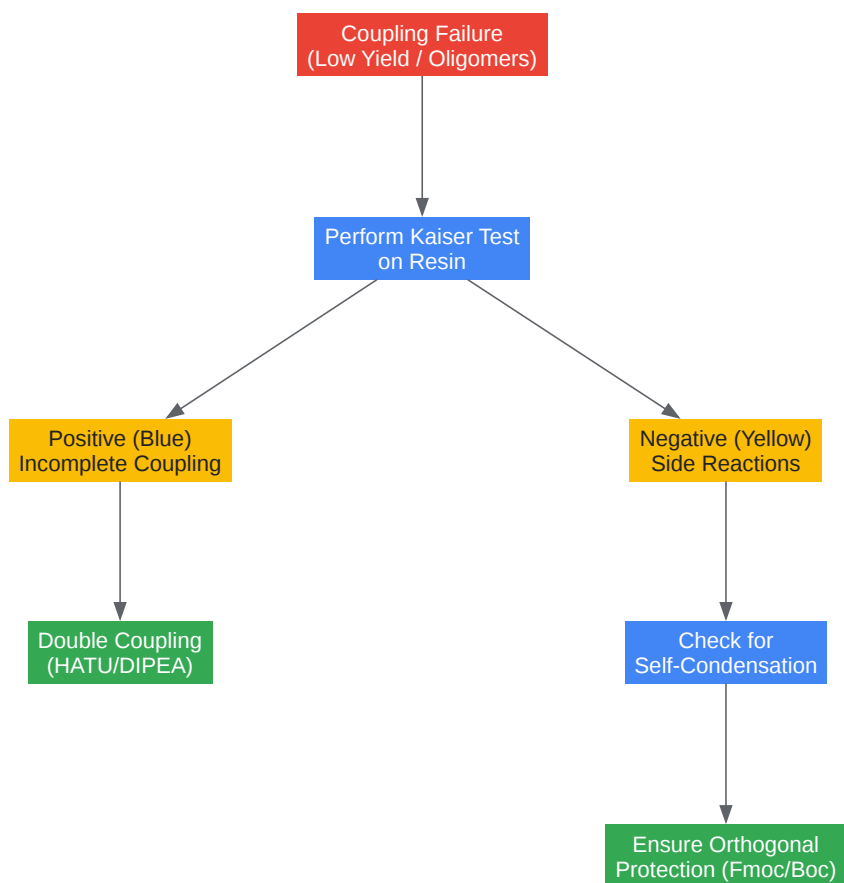 Coupling Failure
(Low Yield / Oligomers)
Perform Kaiser Test
on Resin
Positive (Blue)
Incomplete Coupling
Negative (Yellow)
Side Reactions
Double Coupling
(HATU/DIPEA)
Check for
Self-Condensation
Ensure Orthogonal
Protection (Fmoc/Boc)